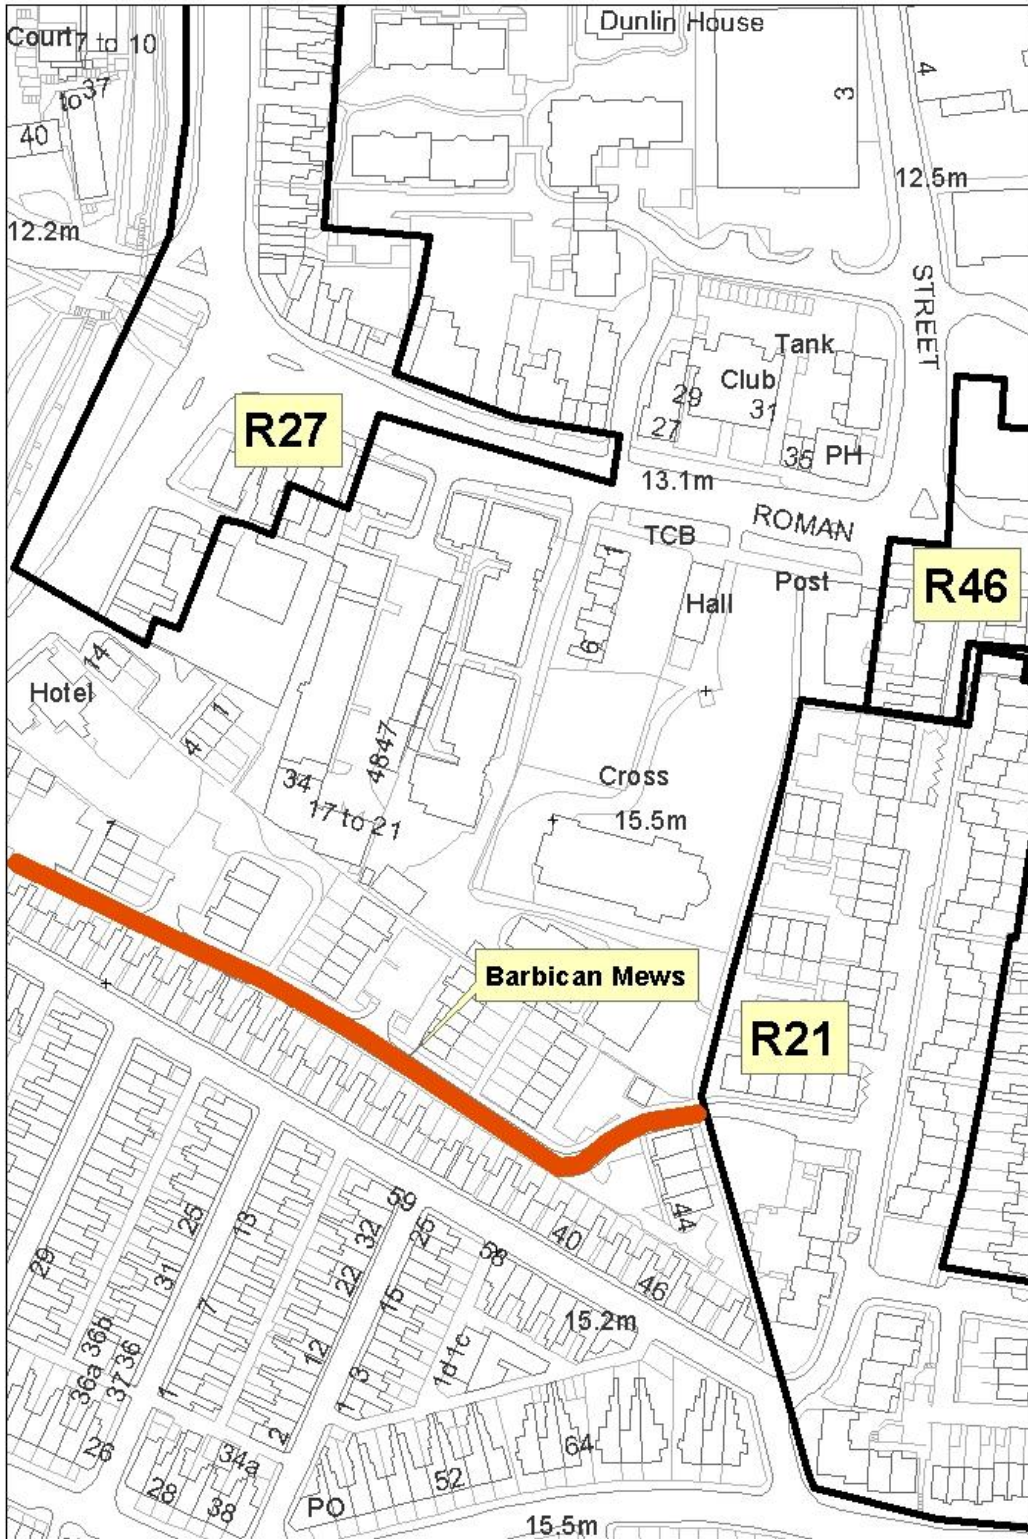 Dunlin House
Court 7 to 10
to 37
40
3
4
12.5m
12.2m
STREET
Tank
Club
29
31
27
35 PH
R27
13.1m
ROMAN
TCB
1
Post
R46
Hall
6
14
Hotel
1
4
4847
34
17 to 21
Cross
15.5m
1
Barbican Mews
R21
59
25
13
32
25
44
58
40
29
31
22
46
15
7
15.2m
36b
12
36
1d1c
36a
37
1
3
1
2
34a
64
26
52
28
38
PO
15.5m